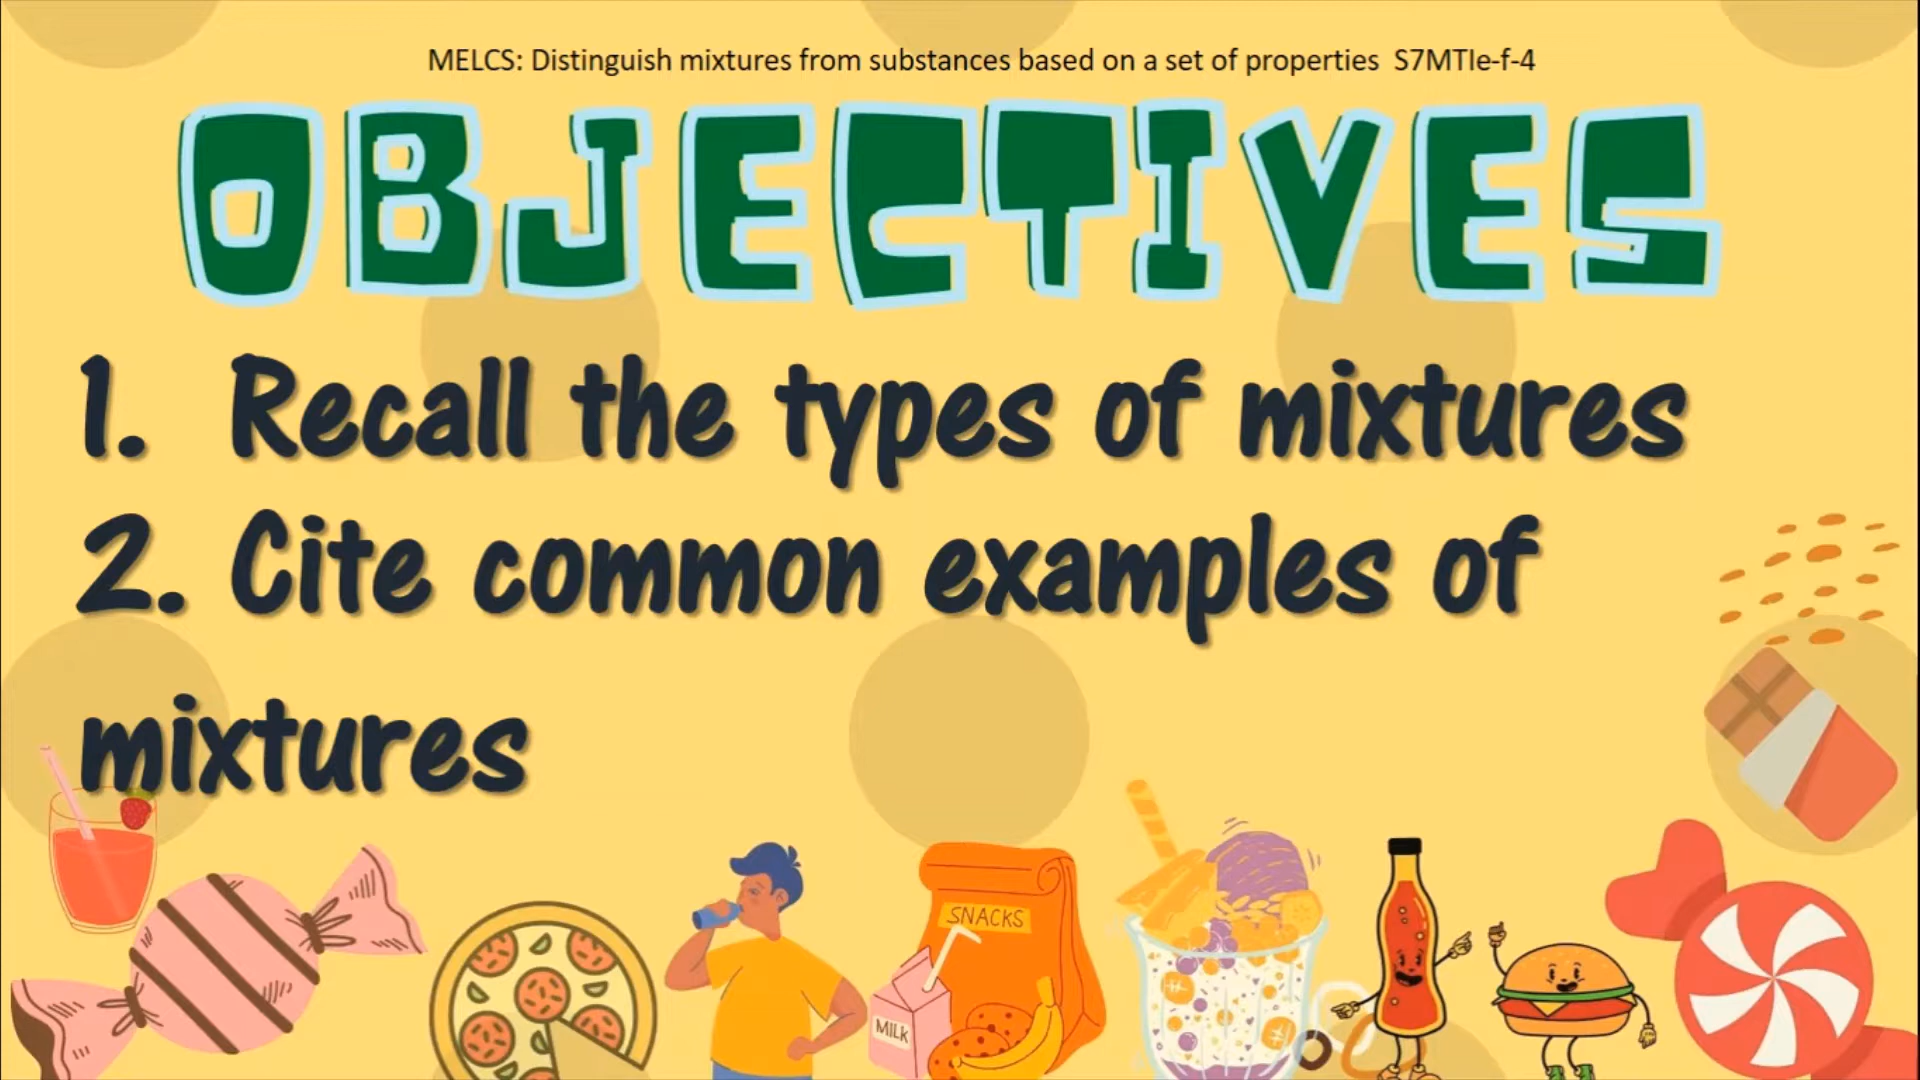 MELCS: Distinguish mixtures from substances based on a set of properties S7MTIe-f-4
OBJECTIVES
1. Recall the types of mixtures
2. Cite common examples of
mixtures
SNACKS
MILK